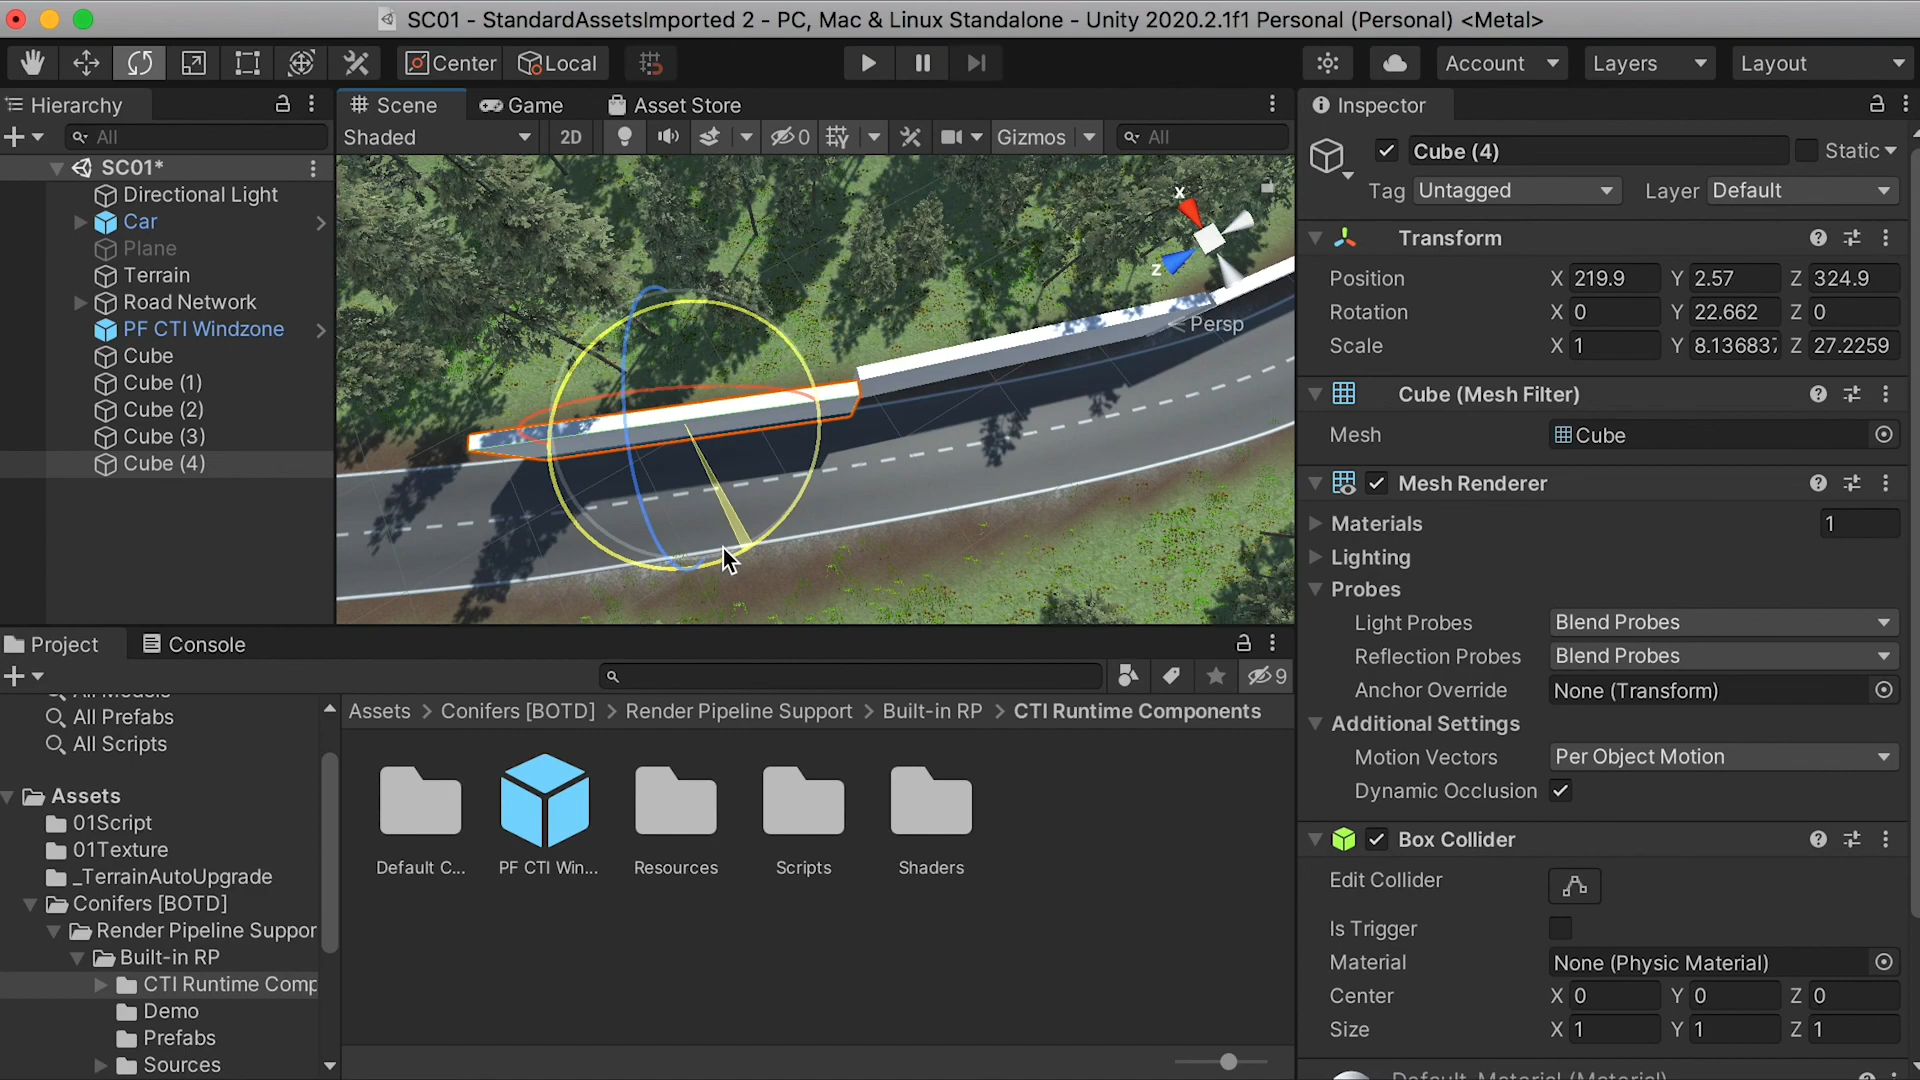 SC01 - StandardAssetsImported 2 - PC, Mac & Linux Standalone - Unity 2020.2.1f1 Personal (Personal) <Metal>
Center Local Account Layers Layout
Hierarchy
All
SC01*
Directional Light
Car
Plane
Terrain
Road Network
PF CTI Windzone
Cube
Cube (1)
Cube (2)
Cube (3)
Cube (4)
Scene Game Asset Store
Shaded 2D 0 Gizmos All
x
z
Persp
Inspector
Cube (4) Static
Tag Untagged Layer Default
Transform
Position X 219.9 Y 2.57 Z 324.9
Rotation X 0 Y 22.662 Z 0
Scale X 1 Y 8.136837 Z 27.2259
Cube (Mesh Filter)
Mesh Cube
Mesh Renderer
Materials 1
Lighting
Probes
Light Probes Blend Probes
Reflection Probes Blend Probes
Anchor Override None (Transform)
Additional Settings
Motion Vectors Per Object Motion
Dynamic Occlusion
Box Collider
Edit Collider
Is Trigger
Material None (Physic Material)
Center X 0 Y 0 Z 0
Size X 1 Y 1 Z 1
Default-Material (Material)
Project Console
9
All Models
All Prefabs
All Scripts
Assets
01Script
01Texture
_TerrainAutoUpgrade
Conifers [BOTD]
Render Pipeline Suppor
Built-in RP
CTI Runtime Comp
Demo
Prefabs
Sources
Assets > Conifers [BOTD] > Render Pipeline Support > Built-in RP > CTI Runtime Components
Default C... PF CTI Win... Resources Scripts Shaders